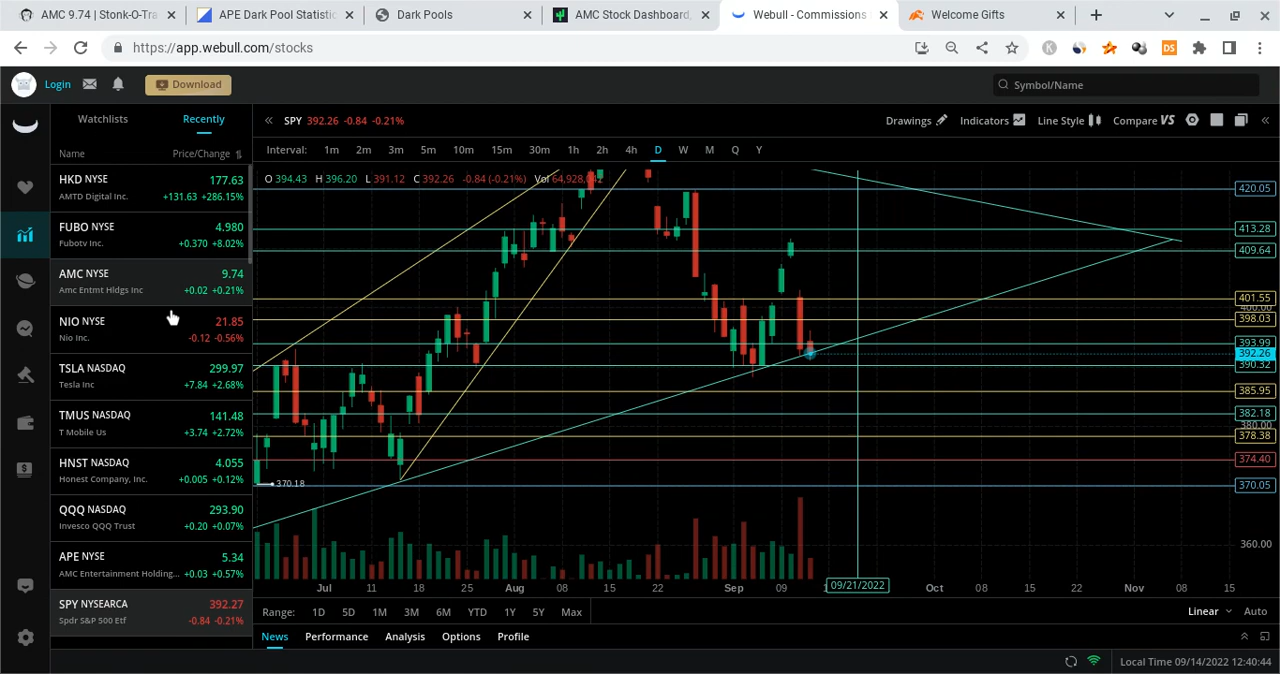 AMC 9.74 | Stonk-O-Tra
APE Dark Pool Statistic
Dark Pools
AMC Stock Dashboard,
Webull - Commissions
Welcome Gifts
https://app.webull.com/stocks
K
DS
Login
Download
Symbol/Name
Watchlists
Recently
Name
Price/Change
HKD NYSE 177.63
AMTD Digital Inc. +131.63 +286.15%
FUBO NYSE 4.980
Fubotv Inc. +0.370 +8.02%
AMC NYSE 9.74
Amc Entmt Hldgs Inc +0.02 +0.21%
NIO NYSE 21.85
Nio Inc. -0.12 -0.56%
TSLA NASDAQ 299.97
Tesla Inc +7.84 +2.68%
TMUS NASDAQ 141.48
T Mobile Us +3.74 +2.72%
HNST NASDAQ 4.055
Honest Company, Inc. +0.005 +0.12%
QQQ NASDAQ 293.90
Invesco QQQ Trust +0.20 +0.07%
APE NYSE 5.34
AMC Entertainment Holding... +0.03 +0.57%
SPY NYSEARCA 392.27
Spdr S&P 500 Etf -0.84 -0.21%
SPY 392.26 -0.84 -0.21%
Drawings
Indicators
Line Style
Compare VS
Interval: 1m 2m 3m 5m 10m 15m 30m 1h 2h 4h D W M Q Y
O 394.43 H 396.20 L 391.12 C 392.26 -0.84 (-0.21%) Vol 64,928,
420.05
413.28
409.64
401.55
400.00
398.03
393.99
392.26
390.32
385.95
382.18
380.00
378.38
374.40
370.05
360.00
370.18
Jul 11 18 25 Aug 08 15 22 Sep 09 09/21/2022 Oct 08 15 22 Nov 08 15
Range: 1D 5D 1M 3M 6M YTD 1Y 5Y Max
Linear
Auto
News Performance Analysis Options Profile
Local Time 09/14/2022 12:40:44